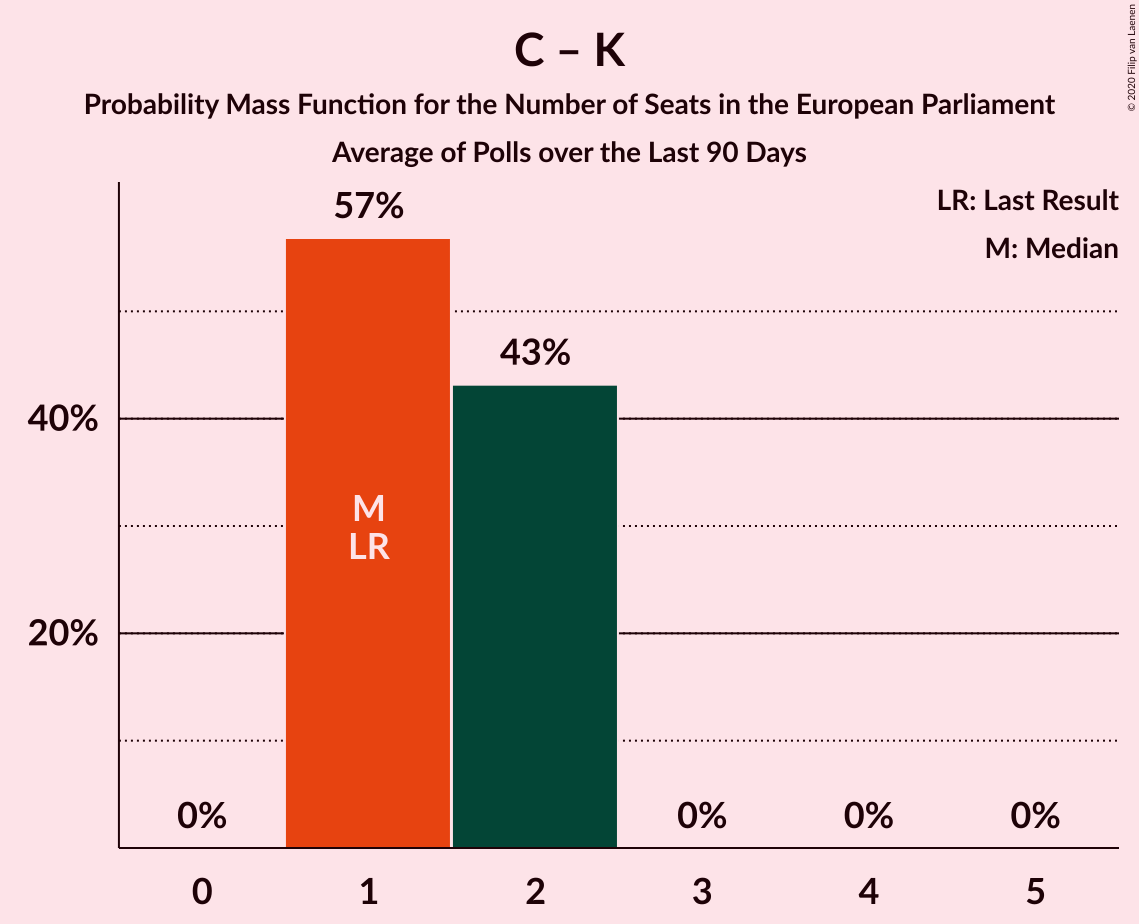 C – K
Probability Mass Function for the Number of Seats in the European Parliament
Average of Polls over the Last 90 Days
© 2020 Filip van Laenen
LR: Last Result
M: Median
57%
43%
40%
20%
M
LR
0%
0%
0%
0%
0
1
2
3
4
5